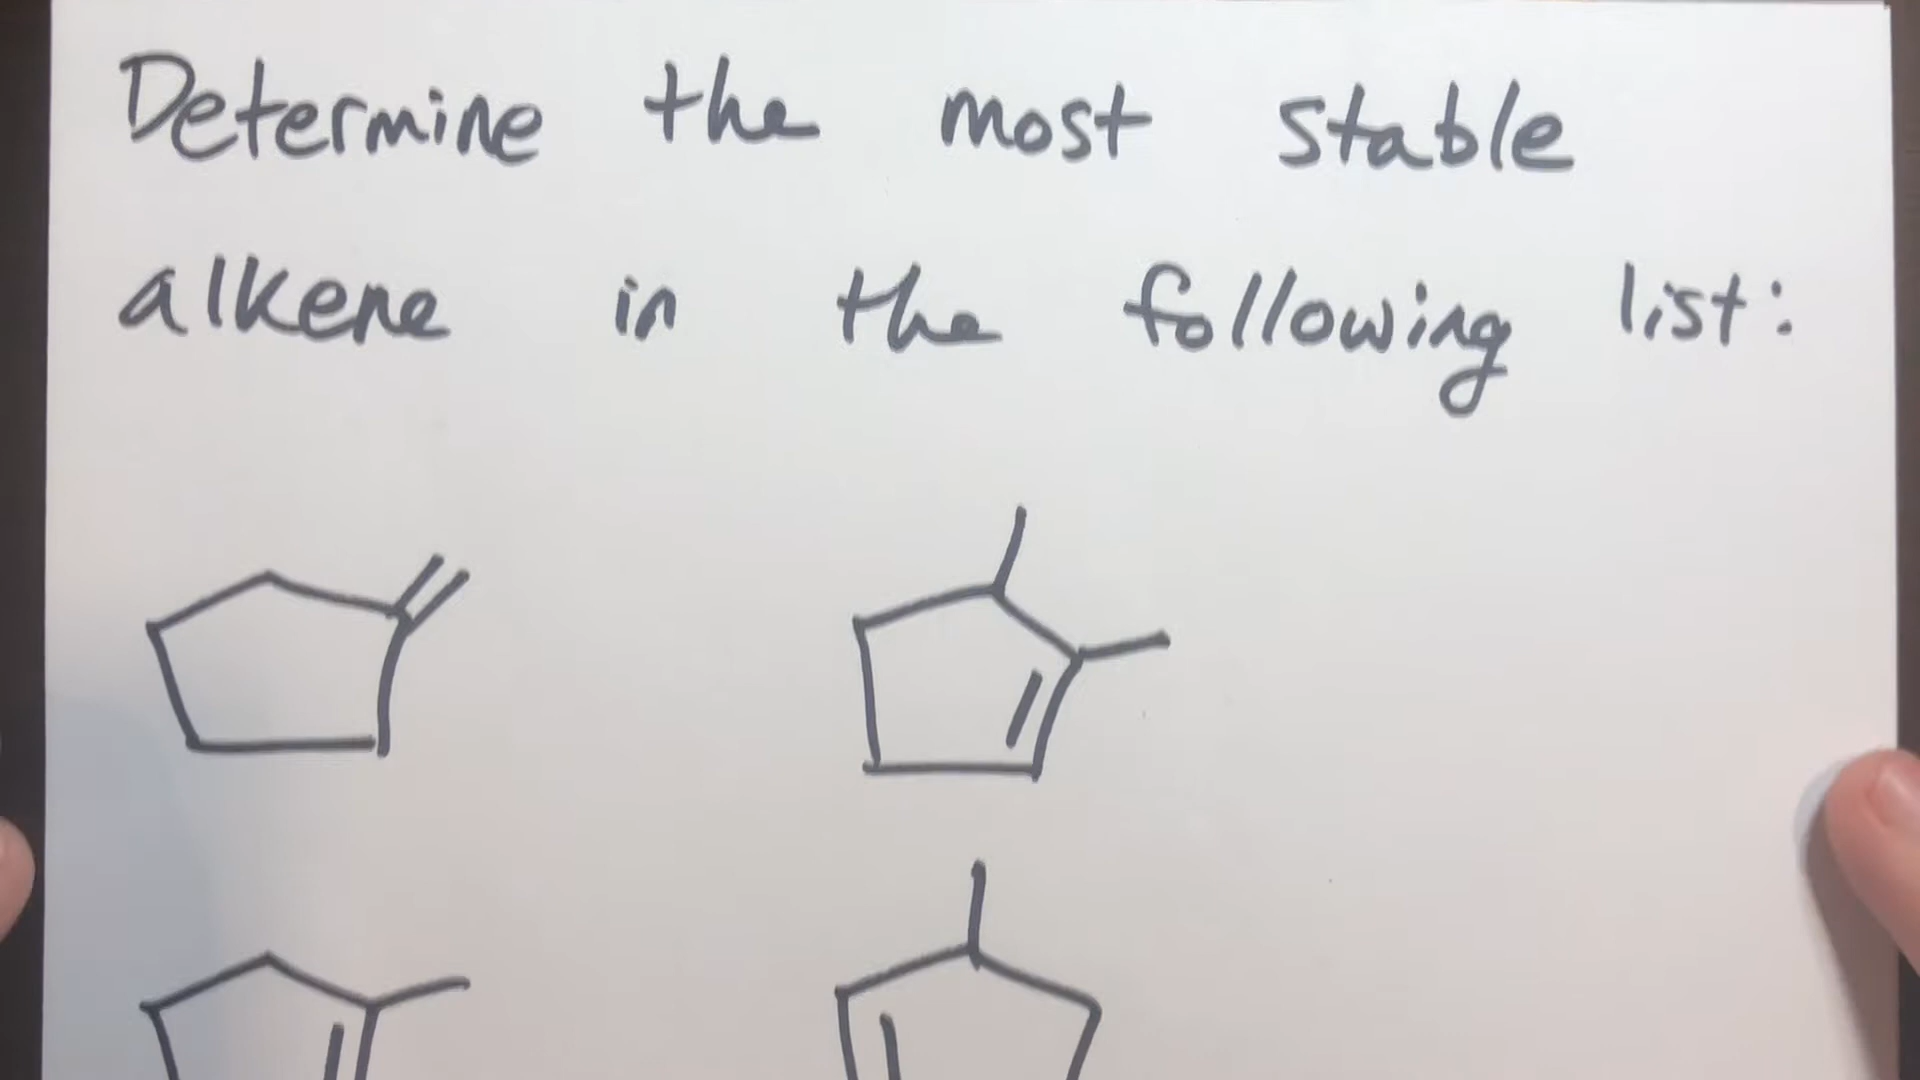 Determine the most stable
alkene in the following list: